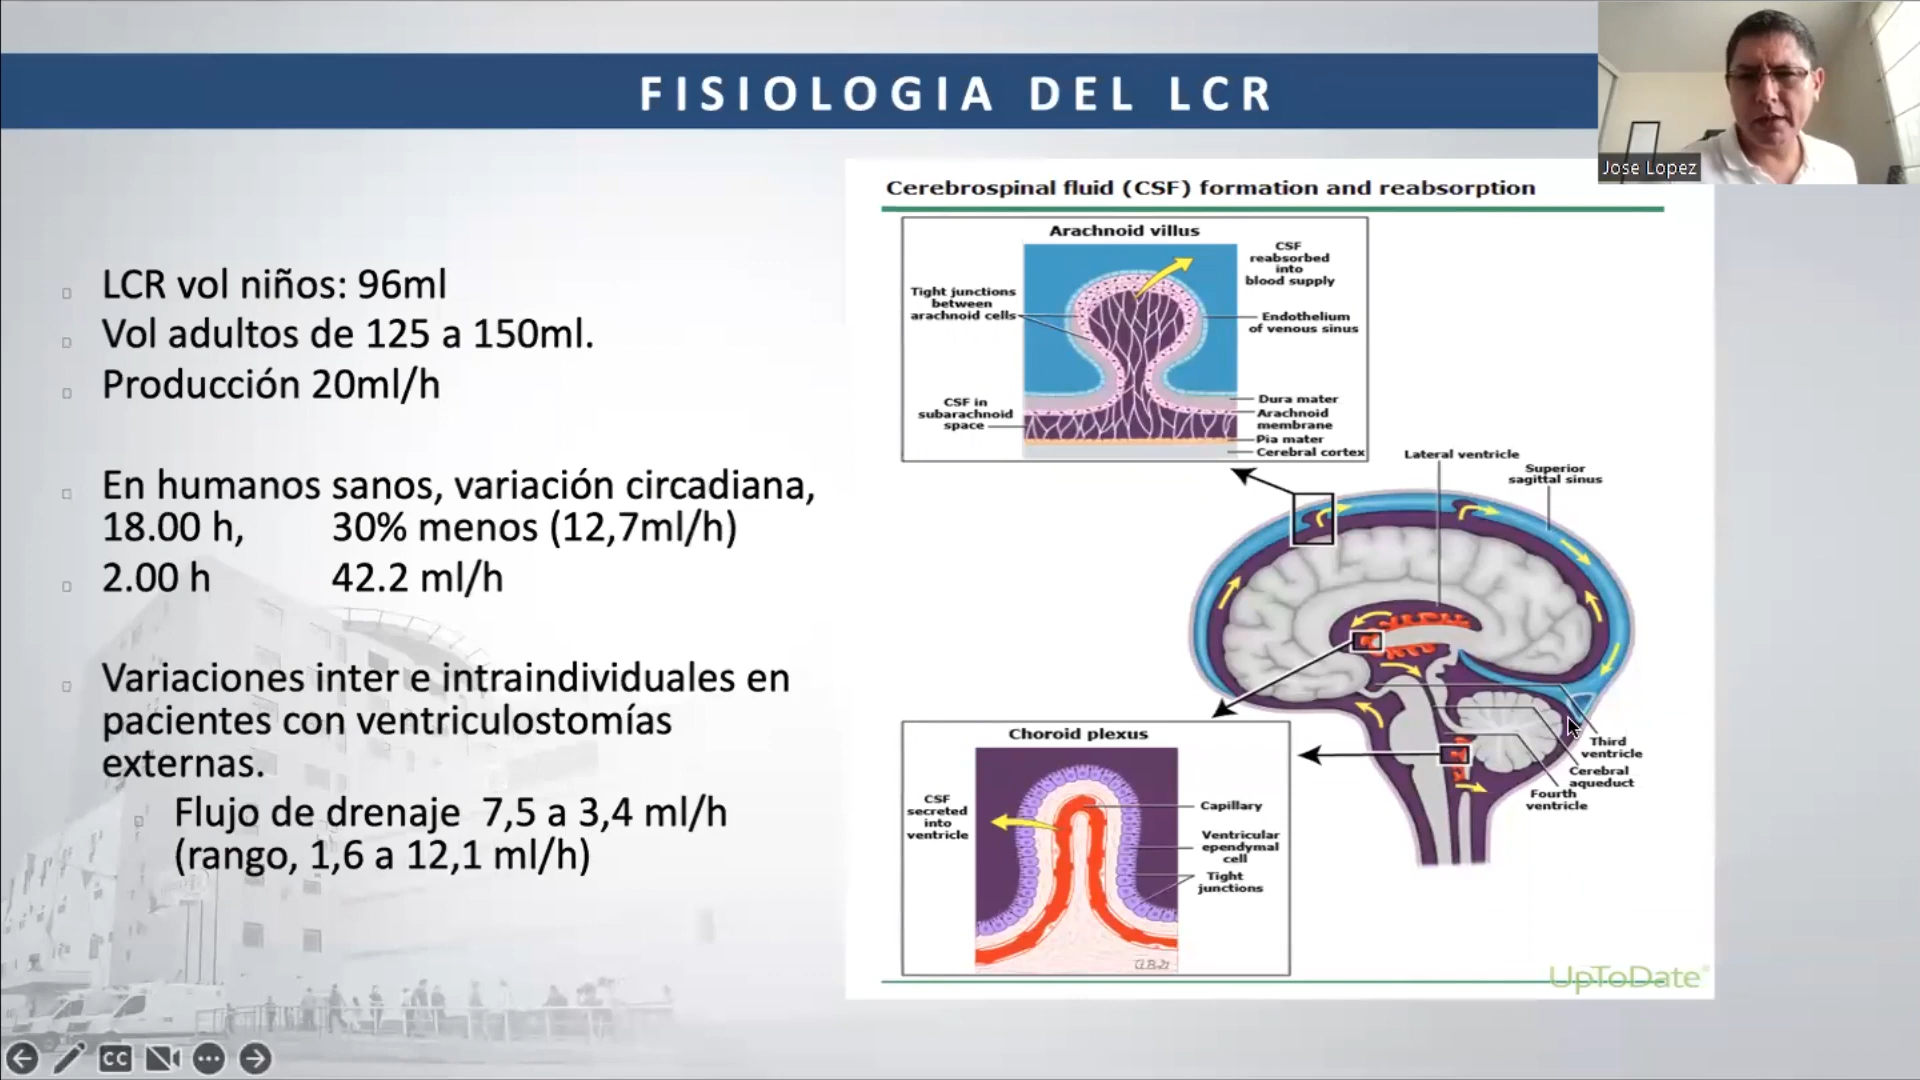 FISIOLOGIA DEL LCR
Jose Lopez
LCR vol niños: 96ml
Vol adultos de 125 a 150ml.
Producción 20ml/h
En humanos sanos, variación circadiana,
18.00 h, 30% menos (12,7ml/h)
2.00 h 42.2 ml/h
Variaciones inter e intraindividuales en
pacientes con ventriculostomías
externas.
Flujo de drenaje 7,5 a 3,4 ml/h
(rango, 1,6 a 12,1 ml/h)
Cerebrospinal fluid (CSF) formation and reabsorption
Arachnoid villus
Tight junctions
between
arachnoid cells
CSF
reabsorbed
into
blood supply
Endothelium
of venous sinus
CSF in
subarachnoid
space
Dura mater
Arachnoid
membrane
Pia mater
Cerebral cortex
Lateral ventricle
Superior
sagittal sinus
Third
ventricle
Cerebral
aqueduct
Fourth
ventricle
Choroid plexus
CSF
secreted
into
ventricle
Capillary
Ventricular
ependymal
cell
Tight
junctions
UpToDate®
CC